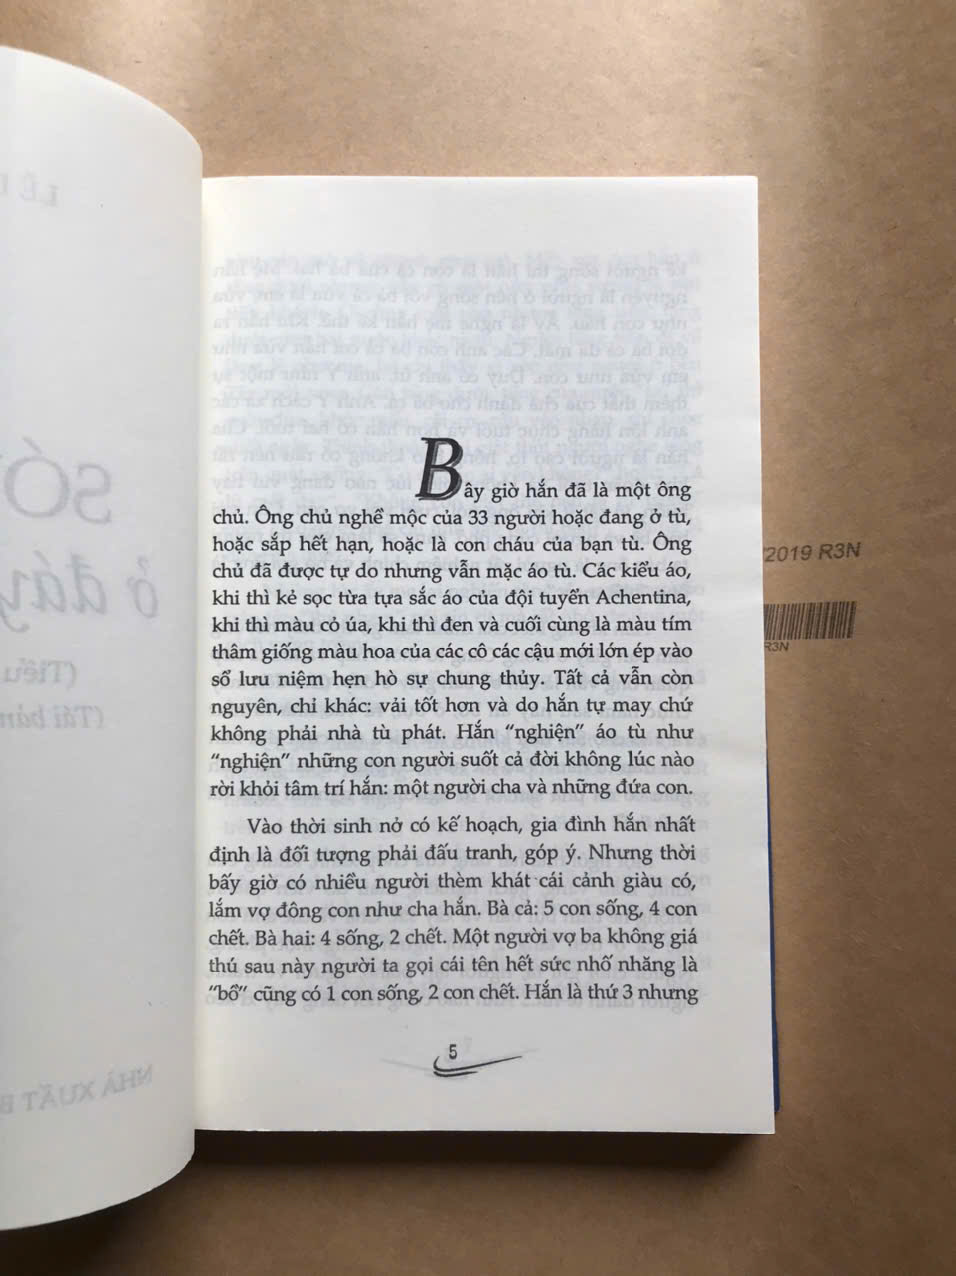 Bây giờ hắn đã là một ông
chủ. Ông chủ nghề mộc của 33 người hoặc đang ở tù,
hoặc sắp hết hạn, hoặc là con cháu của bạn tù. Ông
chủ đã được tự do nhưng vẫn mặc áo tù. Các kiểu áo,
khi thì kẻ sọc từa tựa sắc áo của đội tuyển Achentina,
khi thì màu cỏ úa, khi thì đen và cuối cùng là màu tím
thâm giống màu hoa của các cô các cậu mới lớn ép vào
sổ lưu niệm hẹn hò sự chung thủy. Tất cả vẫn còn
nguyên, chỉ khác: vải tốt hơn và do hắn tự may chứ
không phải nhà tù phát. Hắn “nghiện” áo tù như
“nghiện” những con người suốt cả đời không lúc nào
rời khỏi tâm trí hắn: một người cha và những đứa con.
Vào thời sinh nở có kế hoạch, gia đình hắn nhất
định là đối tượng phải đấu tranh, góp ý. Nhưng thời
bấy giờ có nhiều người thèm khát cái cảnh giàu có,
lắm vợ đông con như cha hắn. Bà cả: 5 con sống, 4 con
chết. Bà hai: 4 sống, 2 chết. Một người vợ ba không giá
thú sau này người ta gọi cái tên hết sức nhố nhăng là
“bồ” cũng có 1 con sống, 2 con chết. Hắn là thứ 3 nhưng
5
2019 R3N
R3N